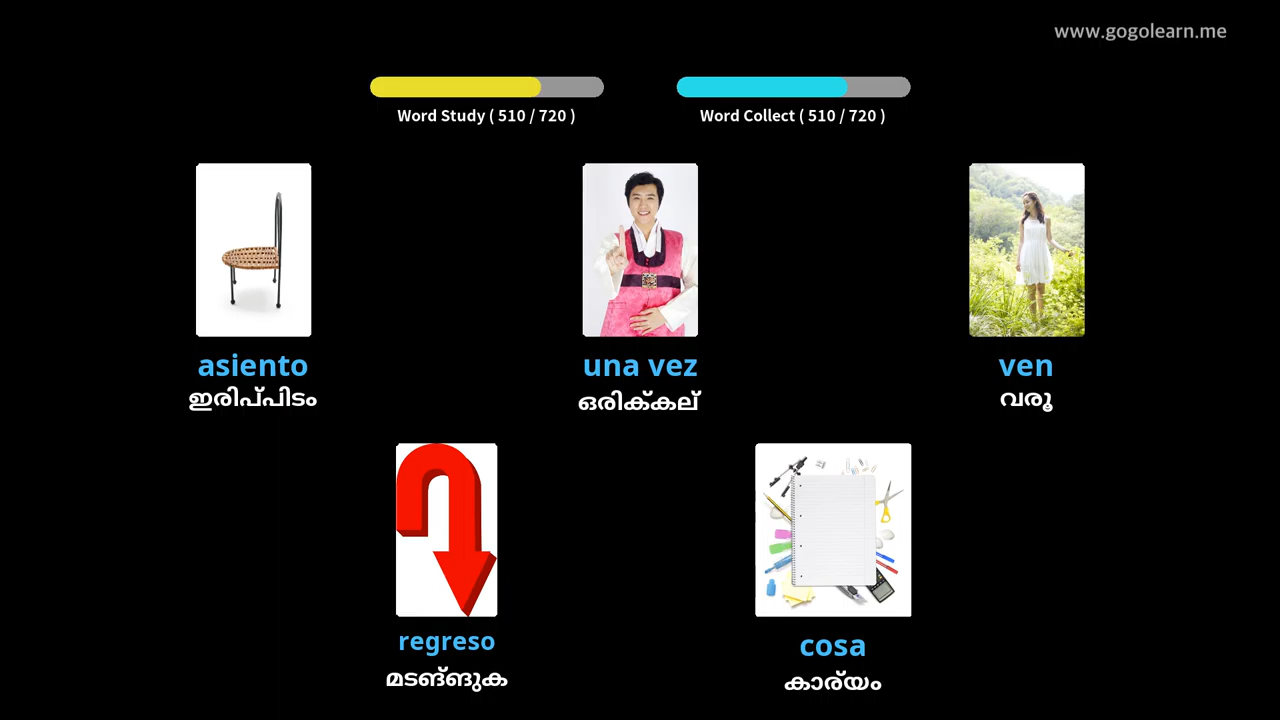 www.gogolearn.me
Word Study ( 510 / 720 )
Word Collect ( 510 / 720 )
asiento
ഇരിപ്പിടം
una vez
ഒരിക്കല്
ven
വരൂ
regreso
മടങ്ങുക
cosa
കാര്യം